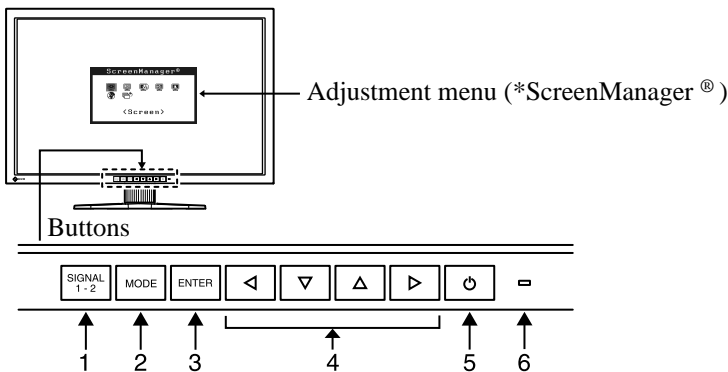 ScreenManager®
<Screen>
Adjustment menu (*ScreenManager ®)
Buttons
SIGNAL
1 - 2
MODE
ENTER
1
2
3
4
5
6